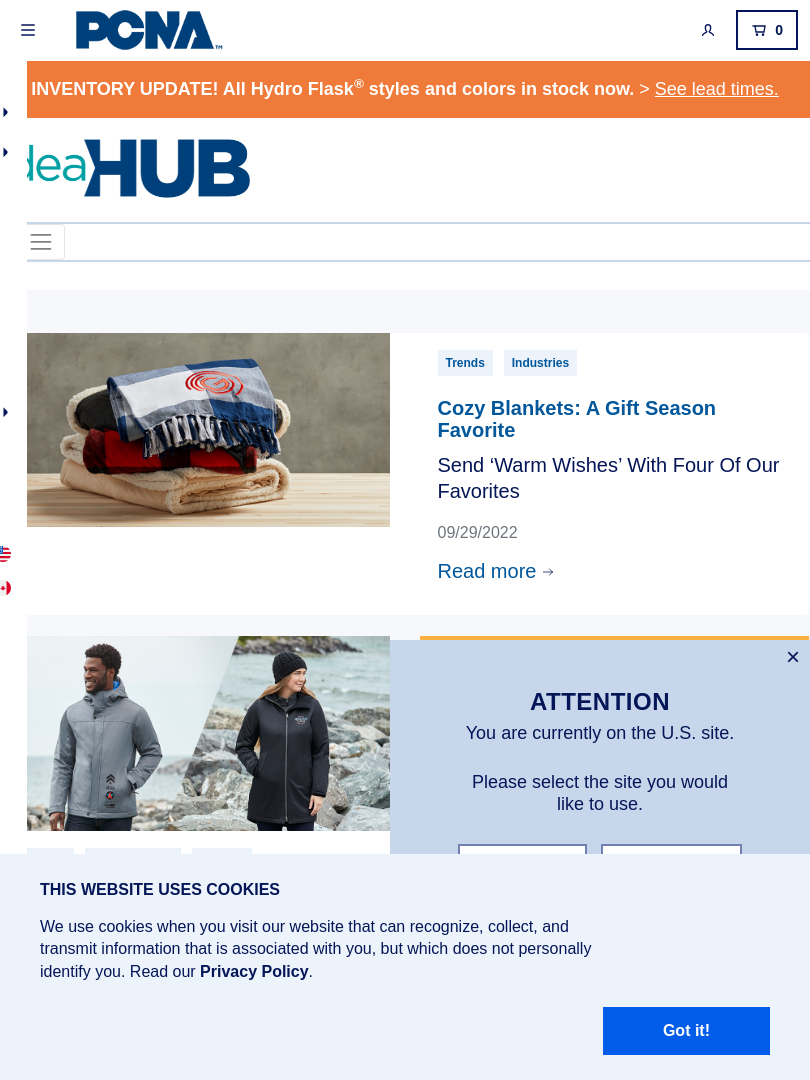 PCNA™
0
INVENTORY UPDATE! All Hydro Flask® styles and colors in stock now. > See lead times.
deaHUB
Trends Industries
Cozy Blankets: A Gift Season
Favorite
Send ‘Warm Wishes’ With Four Of Our
Favorites
09/29/2022
Read more →
ATTENTION
You are currently on the U.S. site.
Please select the site you would
like to use.
THIS WEBSITE USES COOKIES
We use cookies when you visit our website that can recognize, collect, and
transmit information that is associated with you, but which does not personally
identify you. Read our Privacy Policy.
Got it!